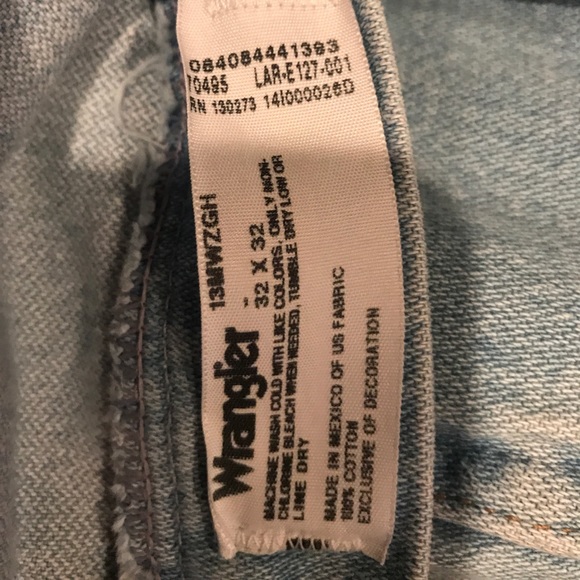 084084441393
70495 LAR-E127-001
RN 130273 14I000026D
13MWZGH
32 X 32
Wrangler
MACHINE WASH COLD WITH LIKE COLORS, ONLY NON-
CHLORINE BLEACH WHEN NEEDED, TUMBLE DRY LOW OR
LINE DRY
MADE IN MEXICO OF US FABRIC
100% COTTON
EXCLUSIVE OF DECORATION